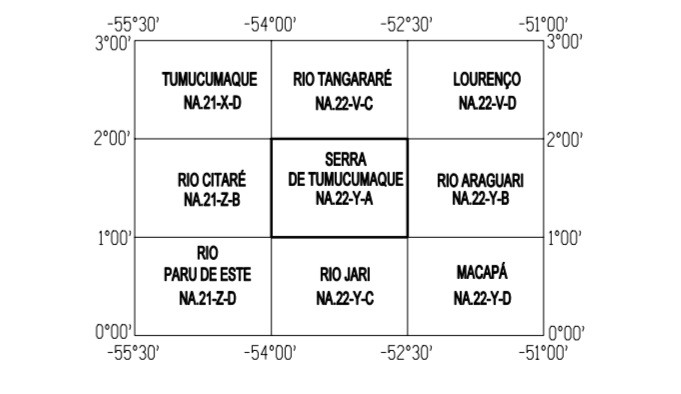 -55°30' -54°00' -52°30' -51°00'
3°00' 3°00'
TUMUCUMAQUE
NA.21-X-D
RIO TANGARARÉ
NA.22-V-C
LOURENÇO
NA.22-V-D
2°00' 2°00'
RIO CITARÉ
NA.21-Z-B
SERRA
DE TUMUCUMAQUE
NA.22-Y-A
RIO ARAGUARI
NA.22-Y-B
1°00' 1°00'
RIO
PARU DE ESTE
NA.21-Z-D
RIO JARI
NA.22-Y-C
MACAPÁ
NA.22-Y-D
0°00' 0°00'
-55°30' -54°00' -52°30' -51°00'